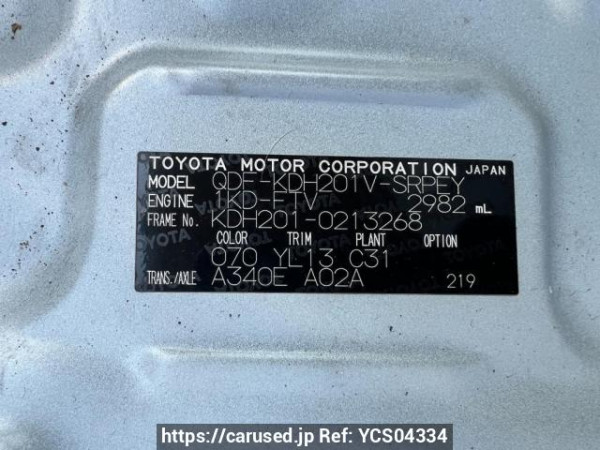 TOYOTA MOTOR CORPORATION JAPAN
MODEL QDF-KDH201V-SRPEY
ENGINE 1KD-FTV 2982 mL
FRAME No. KDH201-0213268
COLOR TRIM PLANT OPTION
070 YL13 C31
TRANS./AXLE A340E A02A 219
https://carused.jp Ref: YCS04334